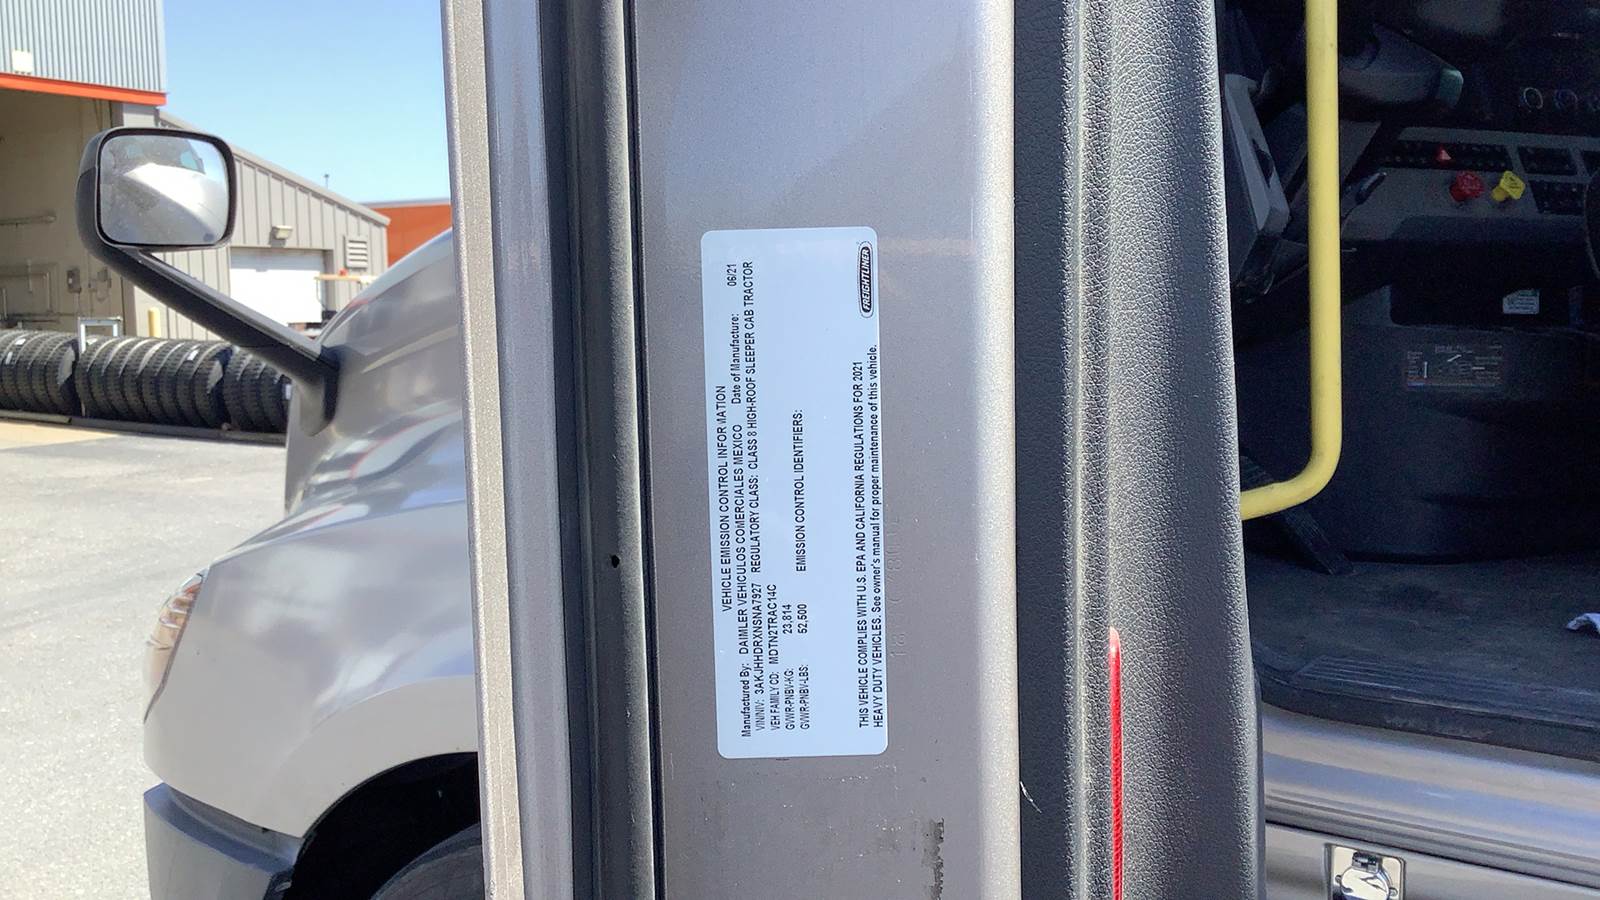 VEHICLE EMISSION CONTROL INFORMATION
Manufactured By: DAIMLER VEHICULOS COMERCIALES MEXICO Date of Manufacture: 06/21
VIN/NIV: 3AKJHHDRXNSNA7927 REGULATORY CLASS: CLASS 8 HIGH-ROOF SLEEPER CAB TRACTOR
VEH FAMILY CD: MDTN2TRAC14C
GVWR-PNBV-KG: 23,814
GVWR-PNBV-LBS: 52,500 EMISSION CONTROL IDENTIFIERS:
THIS VEHICLE COMPLIES WITH U.S. EPA AND CALIFORNIA REGULATIONS FOR 2021
HEAVY DUTY VEHICLES. See owner's manual for proper maintenance of this vehicle.
FREIGHTLINER